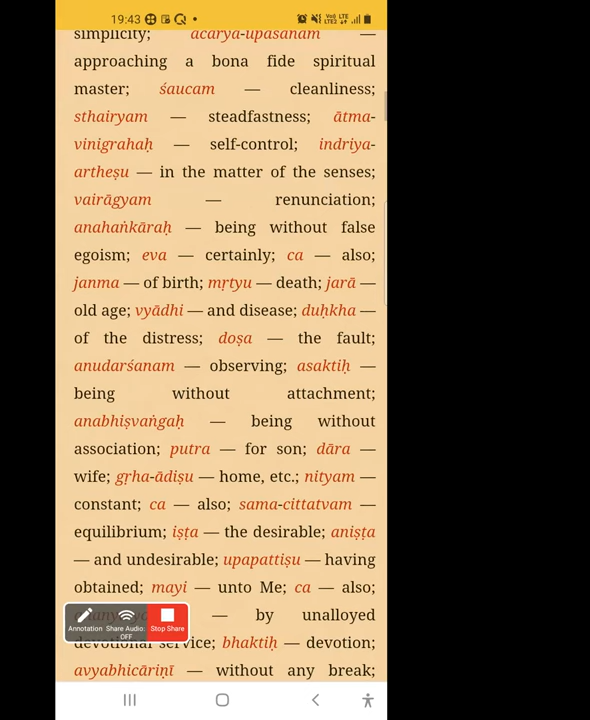 19:43
simplicity; ācārya-upāsanam —
approaching a bona fide spiritual
master; śaucam — cleanliness;
sthairyam — steadfastness; ātma-
vinigrahaḥ — self-control; indriya-
artheṣu — in the matter of the senses;
vairāgyam — renunciation;
anahaṅkāraḥ — being without false
egoism; eva — certainly; ca — also;
janma — of birth; mṛtyu — death; jarā —
old age; vyādhi — and disease; duḥkha —
of the distress; doṣa — the fault;
anudarśanam — observing; asaktiḥ —
being without attachment;
anabhiṣvaṅgaḥ — being without
association; putra — for son; dāra —
wife; gṛha-ādiṣu — home, etc.; nityam —
constant; ca — also; sama-cittatvam —
equilibrium; iṣṭa — the desirable; aniṣṭa
— and undesirable; upapattiṣu — having
obtained; mayi — unto Me; ca — also;
— by unalloyed
devotional service; bhaktiḥ — devotion;
avyabhicāriṇī — without any break;
Annotation
Share Audio: OFF
Stop Share